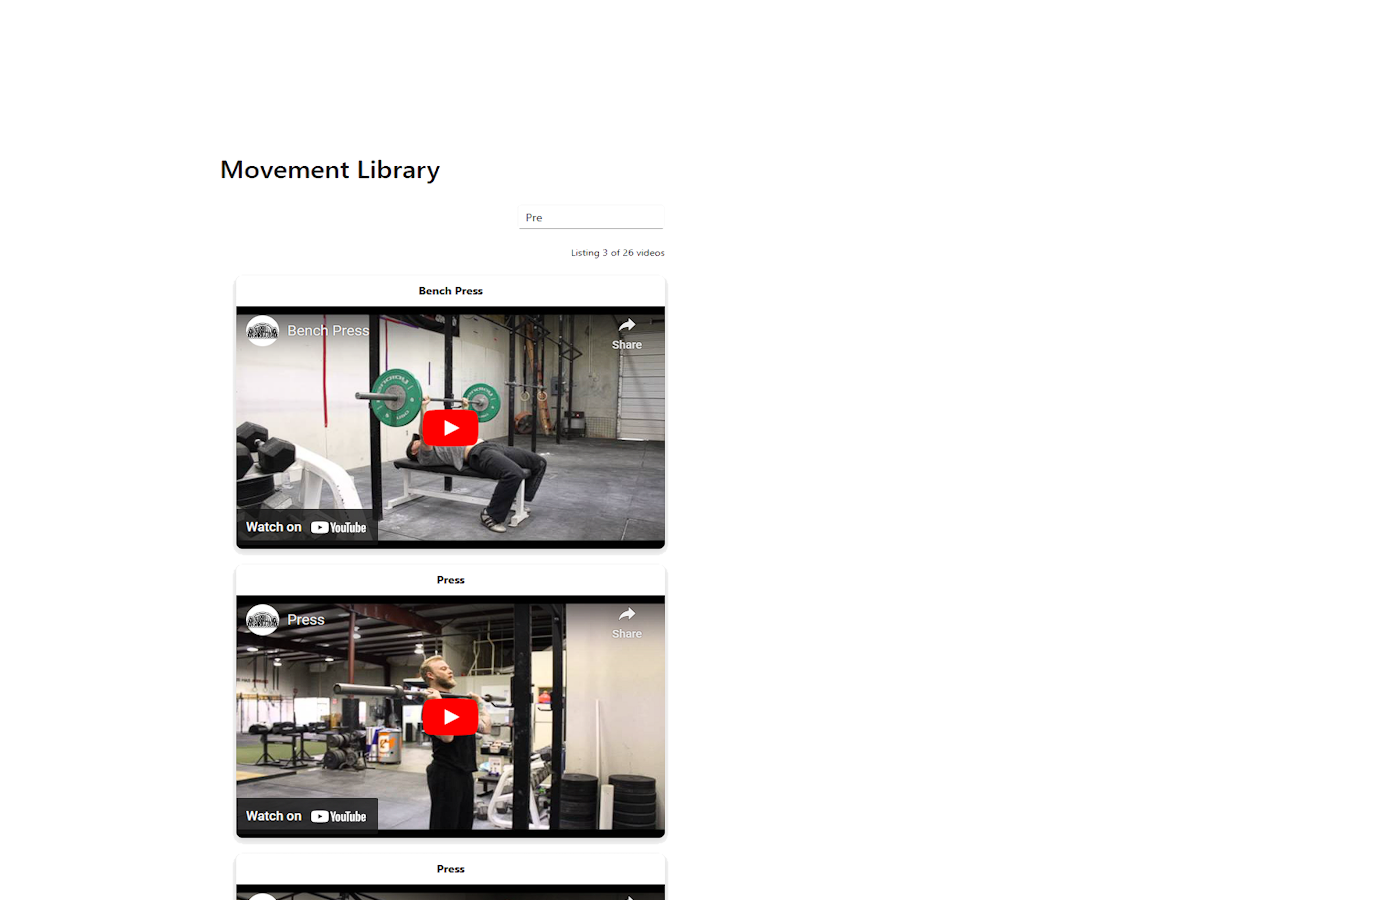 Movement Library
Pre
Listing 3 of 26 videos
Bench Press
Bench Press
Share
Watch on YouTube
Press
Press
Share
Watch on YouTube
Press